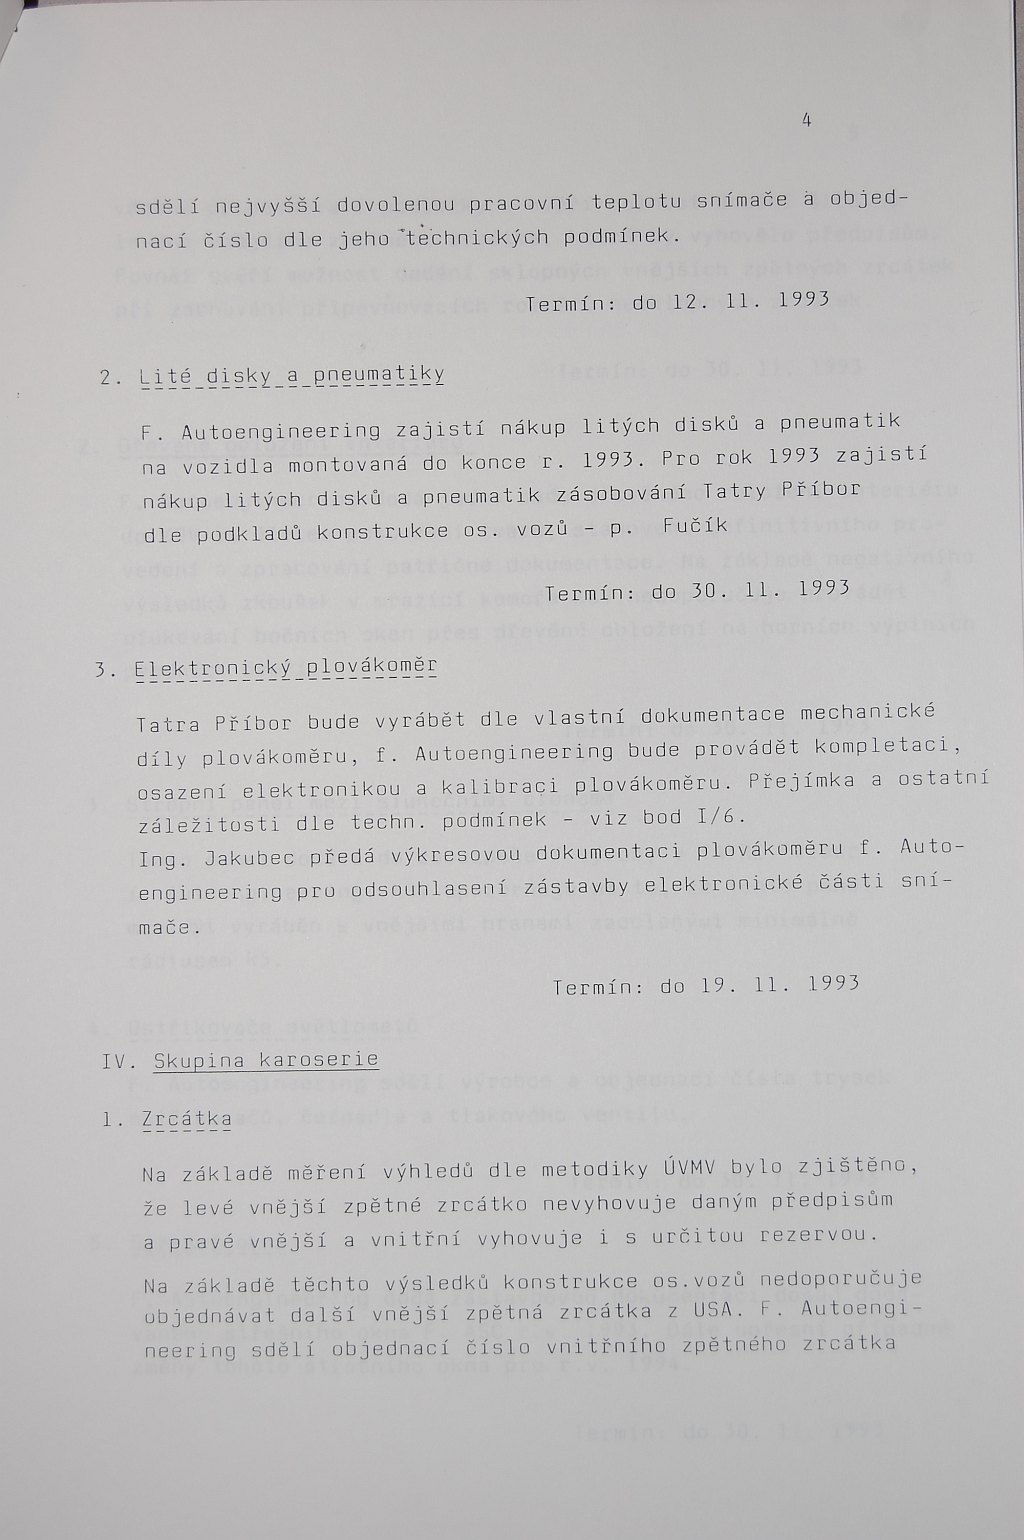 4
sdělí nejvyšší dovolenou pracovní teplotu snímače a objed-
nací číslo dle jeho technických podmínek.
Termín: do 12. 11. 1993
2. Lité disky a pneumatiky
F. Autoengineering zajistí nákup litých disků a pneumatik
na vozidla montovaná do konce r. 1993. Pro rok 1993 zajistí
nákup litých disků a pneumatik zásobování Tatry Příbor
dle podkladů konstrukce os. vozů - p. Fučík
Termín: do 30. 11. 1993
3. Elektronický plovákoměr
Tatra Příbor bude vyrábět dle vlastní dokumentace mechanické
díly plovákoměru, f. Autoengineering bude provádět kompletaci,
osazení elektronikou a kalibraci plovákoměru. Přejímka a ostatní
záležitosti dle techn. podmínek - viz bod I/6.
Ing. Jakubec předá výkresovou dokumentaci plovákoměru f. Auto-
engineering pro odsouhlasení zástavby elektronické části sní-
mače.
Termín: do 19. 11. 1993
IV. Skupina karoserie
1. Zrcátka
Na základě měření výhledů dle metodiky ÚVMV bylo zjištěno,
že levé vnější zpětné zrcátko nevyhovuje daným předpisům
a pravé vnější a vnitřní vyhovuje i s určitou rezervou.
Na základě těchto výsledků konstrukce os.vozů nedoporučuje
objednávat další vnější zpětná zrcátka z USA. F. Autoengi-
neering sdělí objednací číslo vnitřního zpětného zrcátka